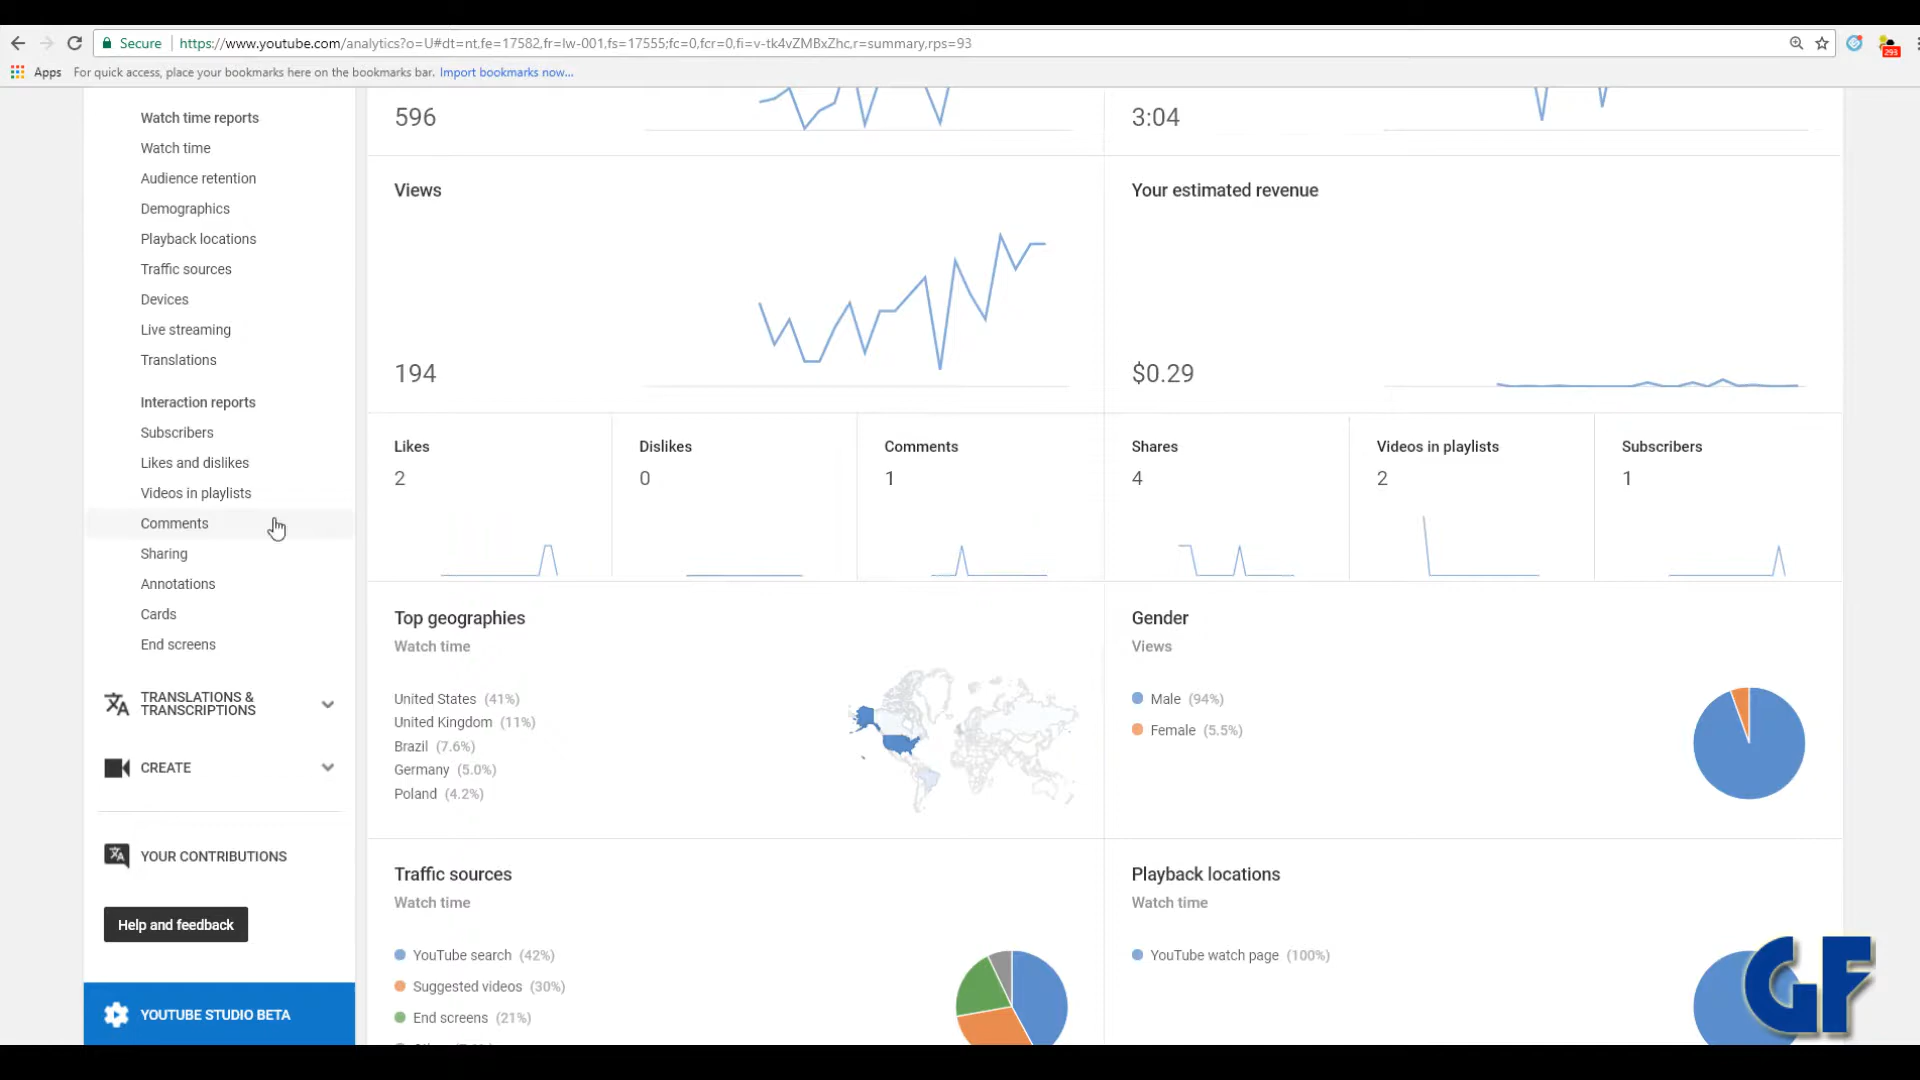 Secure https://www.youtube.com/analytics?o=U#dt=nt,fe=17582,fr=lw-001,fs=17555;fc=0,fcr=0,fi=v-tk4vZMBxZhc,r=summary,rps=93
293
Apps For quick access, place your bookmarks here on the bookmarks bar. Import bookmarks now...
Watch time reports
Watch time
Audience retention
Demographics
Playback locations
Traffic sources
Devices
Live streaming
Translations
Interaction reports
Subscribers
Likes and dislikes
Videos in playlists
Comments
Sharing
Annotations
Cards
End screens
TRANSLATIONS &
TRANSCRIPTIONS
CREATE
YOUR CONTRIBUTIONS
Help and feedback
YOUTUBE STUDIO BETA
596
3:04
Views
194
Your estimated revenue
$0.29
Likes
2
Dislikes
0
Comments
1
Shares
4
Videos in playlists
2
Subscribers
1
Top geographies
Watch time
United States (41%)
United Kingdom (11%)
Brazil (7.6%)
Germany (5.0%)
Poland (4.2%)
Gender
Views
Male (94%)
Female (5.5%)
Traffic sources
Watch time
YouTube search (42%)
Suggested videos (30%)
End screens (21%)
Playback locations
Watch time
YouTube watch page (100%)
GF